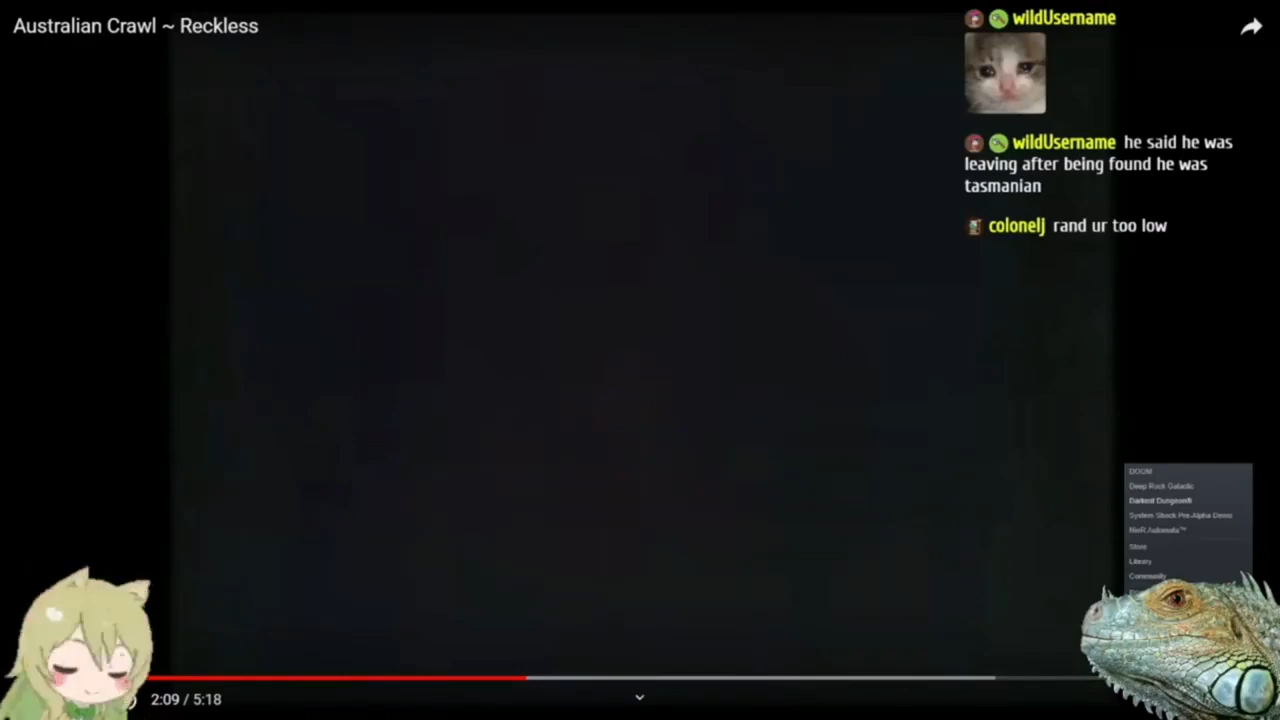 Australian Crawl ~ Reckless
wildUsername
wildUsername he said he was
leaving after being found he was
tasmanian
colonelj rand ur too low
DOOM
Deep Rock Galactic
Darkest Dungeon®
System Shock Pre-Alpha Demo
NieR:Automata™
Store
Library
Community
2:09 / 5:18